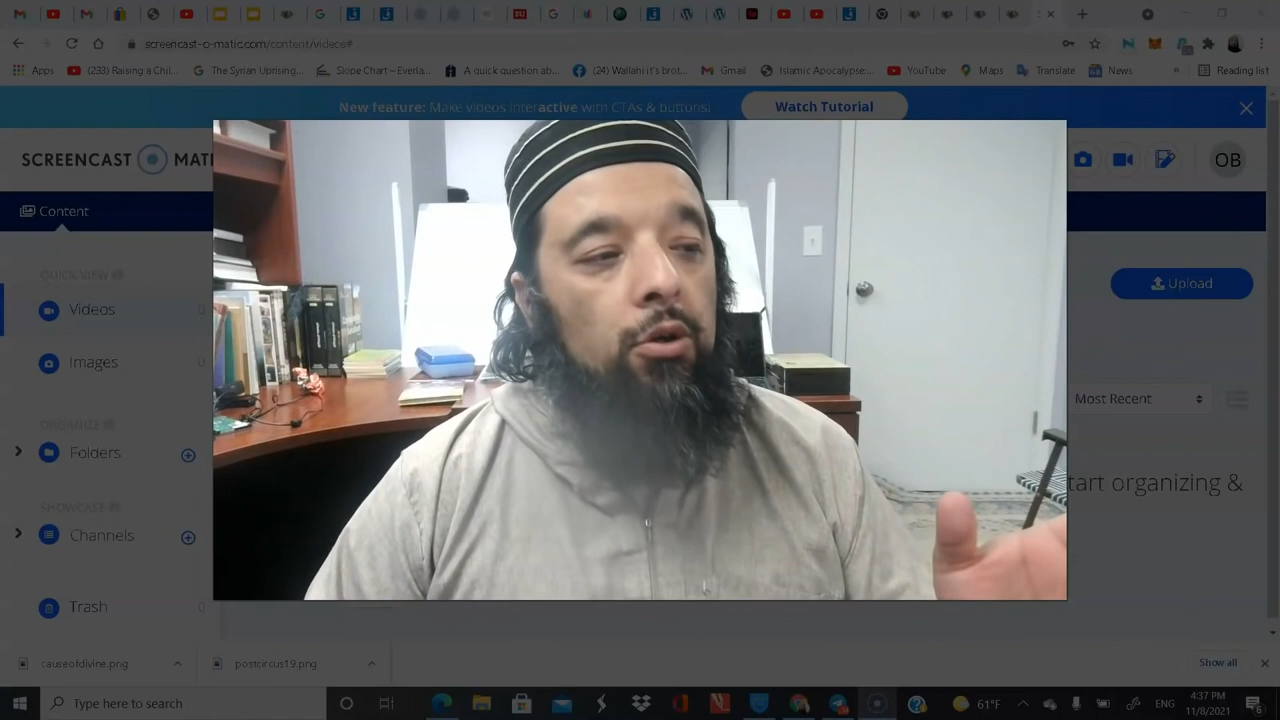 screencast-o-matic.com/content/videos#
Apps
(233) Raising a Chil...
The Syrian Uprising...
Slope Chart – Everla...
A quick question ab...
(24) Wallahi it's brot...
Gmail
Islamic Apocalypse:...
YouTube
Maps
Translate
News
»
Reading list
New feature: Make videos interactive with CTAs & buttons!
Watch Tutorial
SCREENCAST MAT
OB
Content
QUICK VIEW
Upload
Videos 0
Images 0
Most Recent
ORGANIZE
Folders
tart organizing &
SHOWCASE
Channels
Trash 0
causeofdivine.png
postcircus19.png
Show all
Type here to search
61°F
ENG
4:37 PM
11/8/2021
6